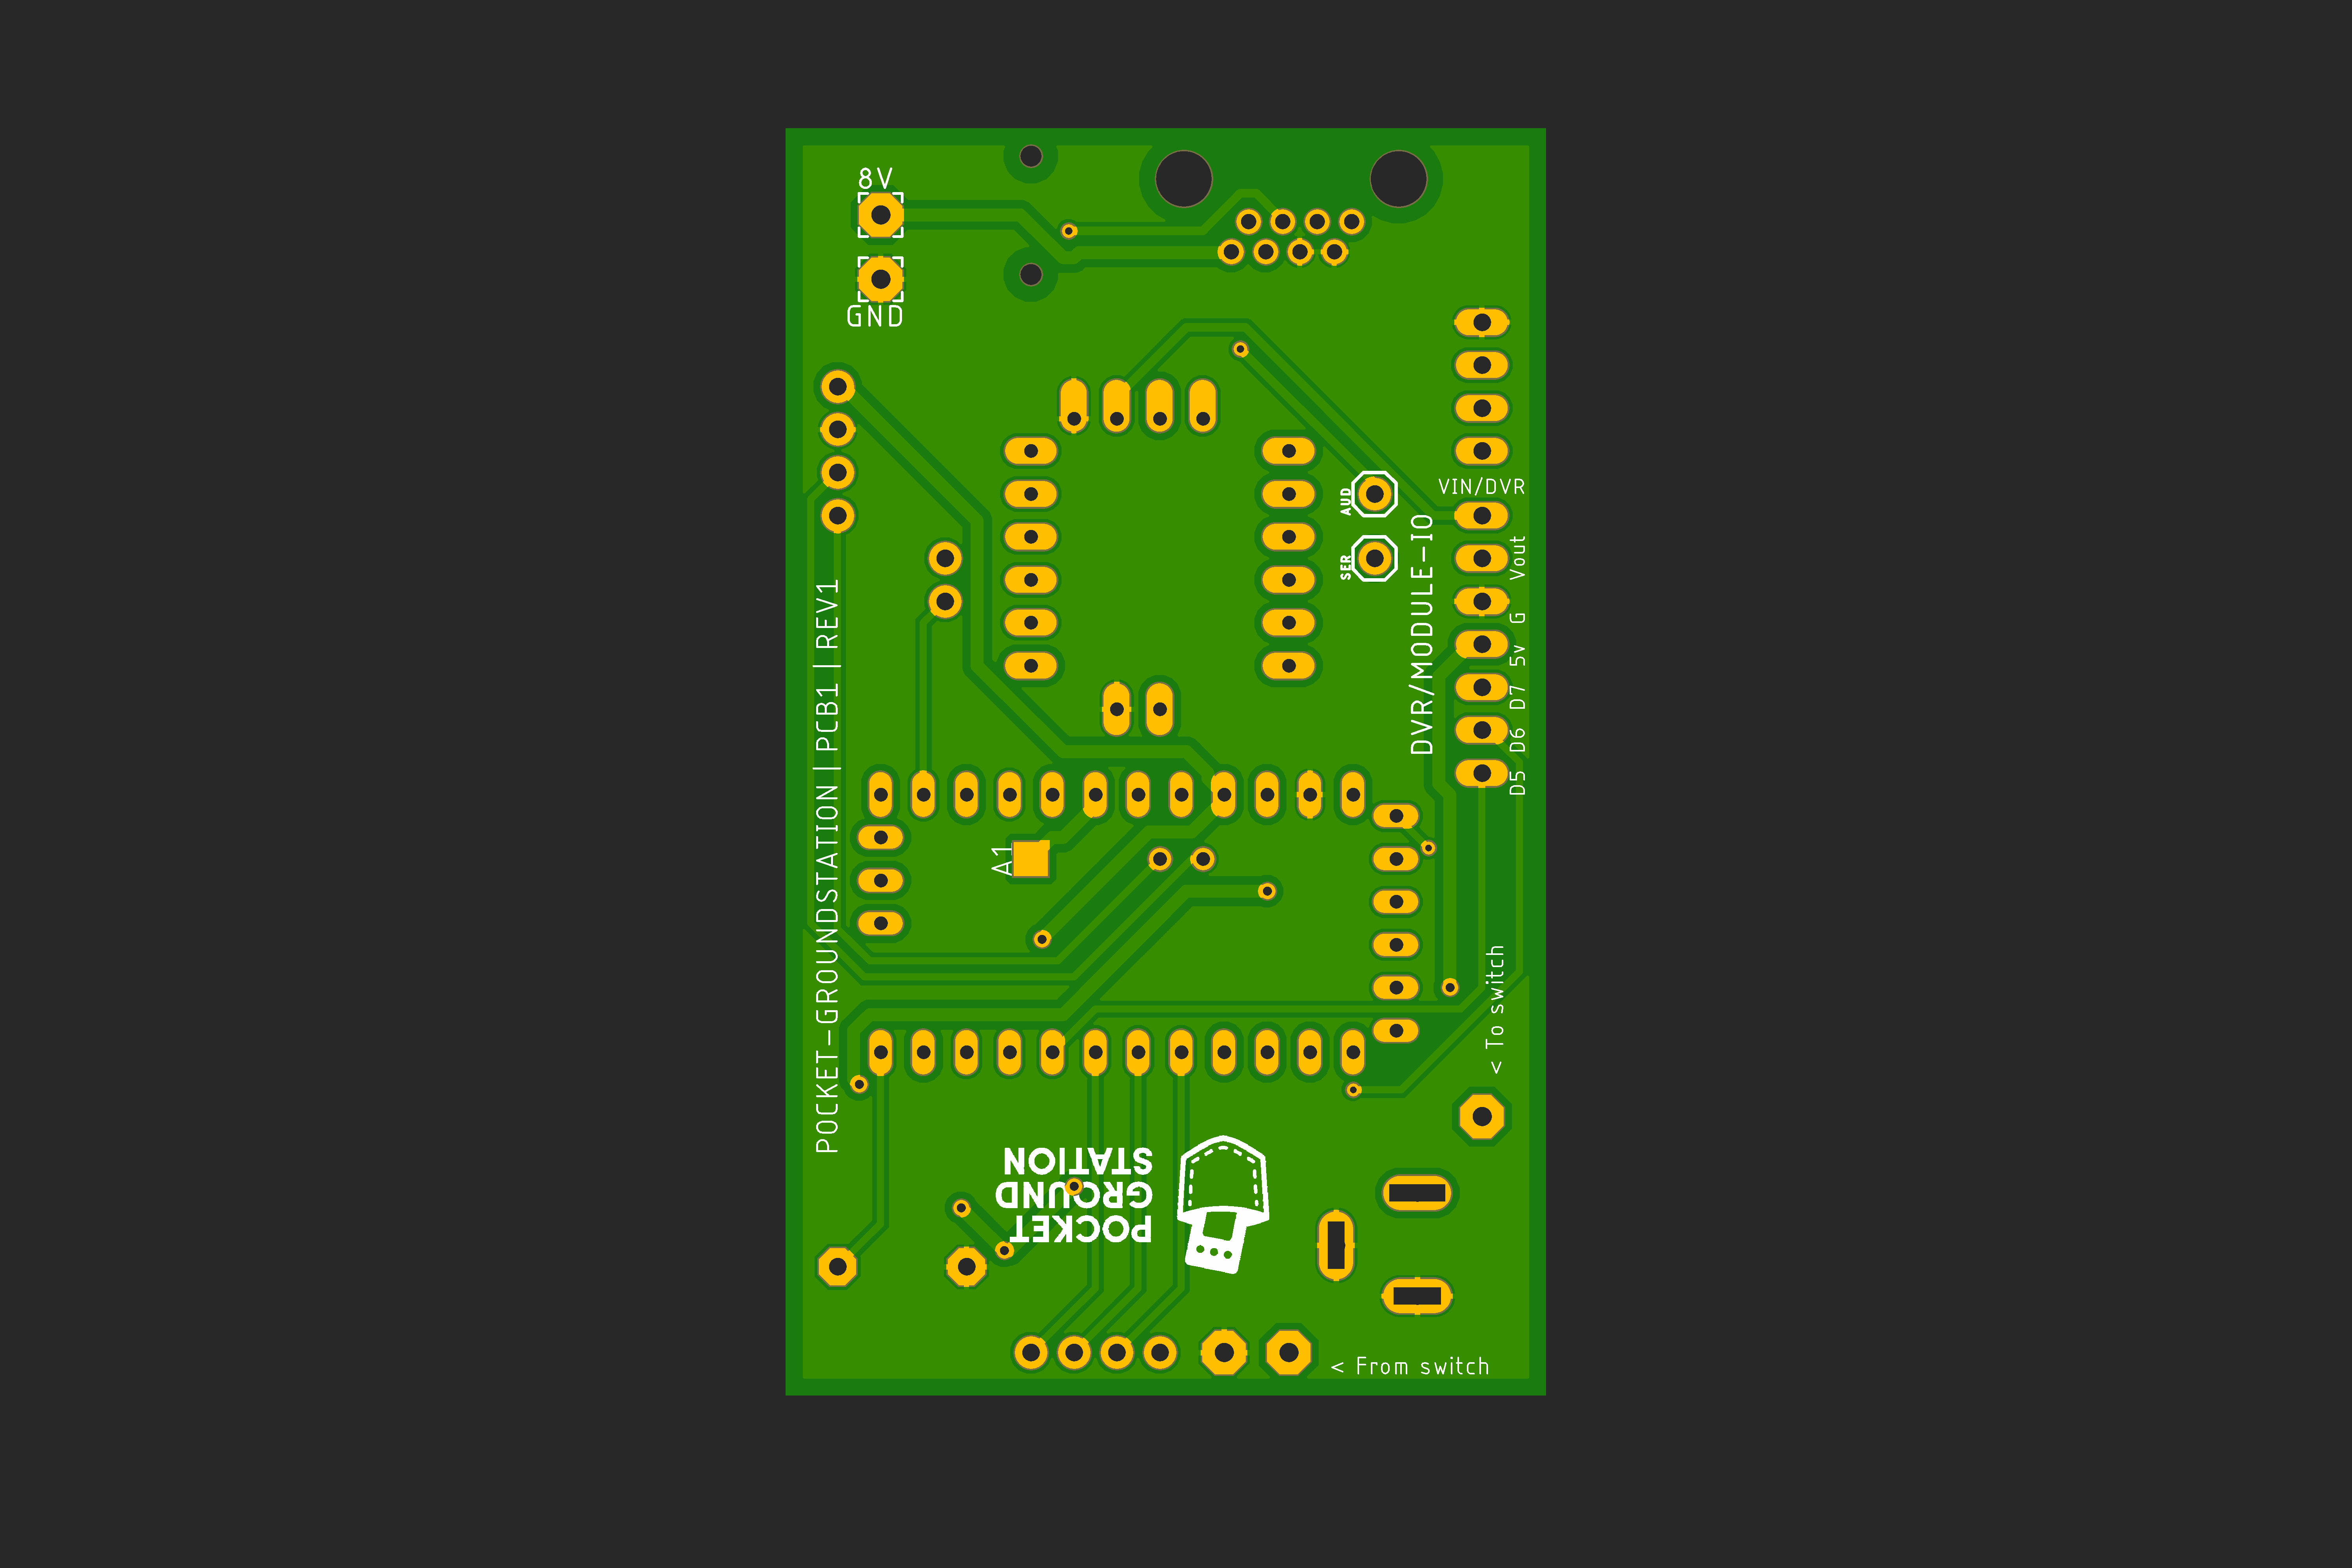 8V
GND
VIN/DVR
AUD
SER
DVR/MODULE-IO
D5 D6 D7 5v G Vout
POCKET-GROUNDSTATION | PCB1 | REV1
A1
< To switch
POCKET
GROUND
STATION
< From switch